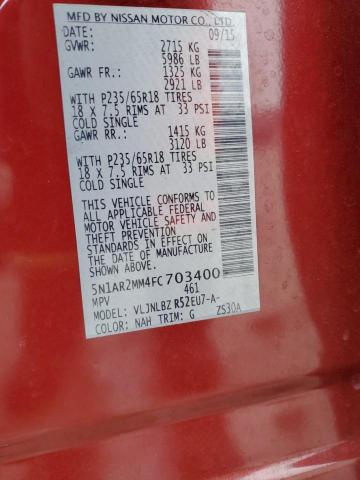 MFD BY NISSAN MOTOR CO., LTD.
DATE: 09/15
GVWR: 2715 KG
5986 LB
GAWR FR.: 1325 KG
2921 LB
WITH P235/65R18 TIRES
18 X 7.5 RIMS AT 33 PSI
COLD SINGLE
GAWR RR.: 1415 KG
3120 LB
WITH P235/65R18 TIRES
18 X 7.5 RIMS AT 33 PSI
COLD SINGLE
THIS VEHICLE CONFORMS TO
ALL APPLICABLE FEDERAL
MOTOR VEHICLE SAFETY AND
THEFT PREVENTION
STANDARDS IN EFFECT ON
THE DATE OF MANUFACTURE
SHOWN ABOVE.
5N1AR2MM4FC703400
MPV 461
MODEL: VLJNLBZ R52EU7-A-
COLOR: NAH TRIM: G ZS30A